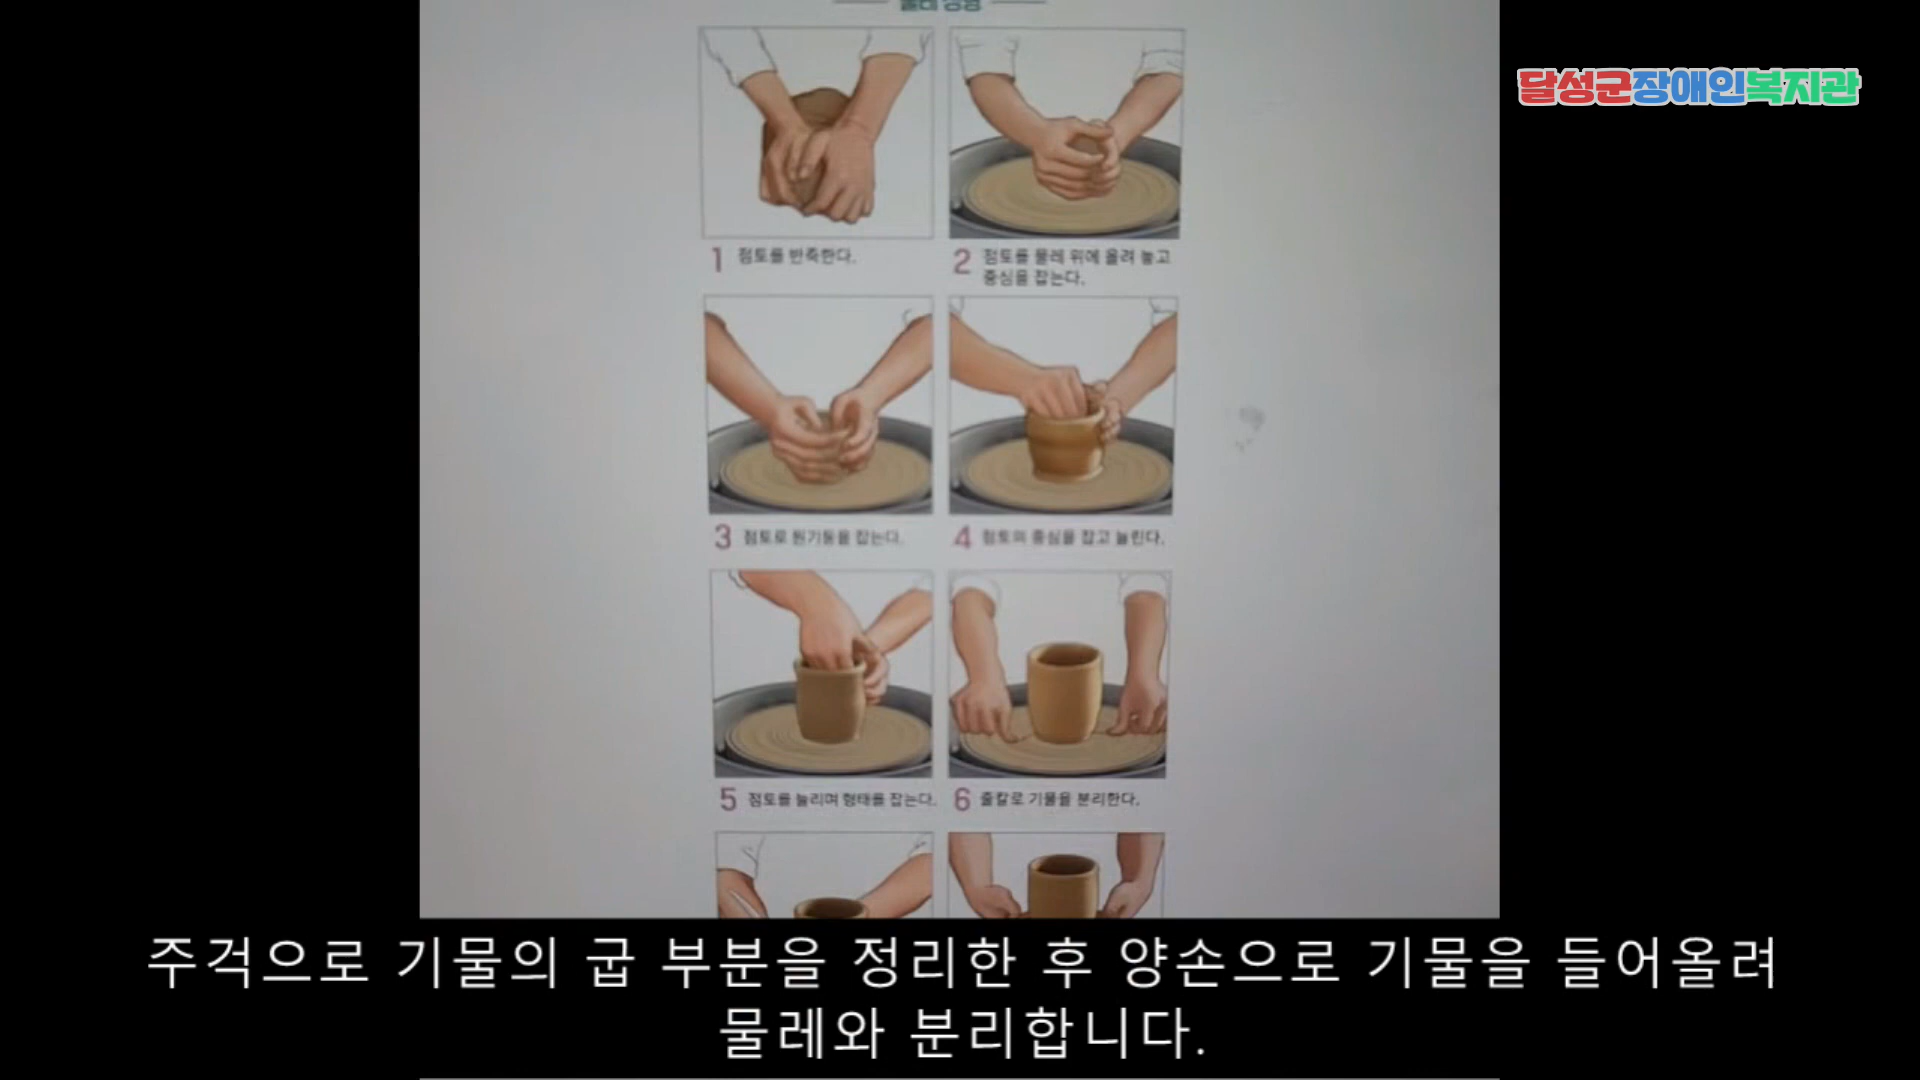 물레 성형
달성군장애인복지관
1 점토를 반죽한다.
2 점토를 물레 위에 올려 놓고
중심을 잡는다.
3 점토로 원기둥을 잡는다.
4 점토의 중심을 잡고 늘린다.
5 점토를 늘리며 형태를 잡는다.
6 줄칼로 기물을 분리한다.
주걱으로 기물의 굽 부분을 정리한 후 양손으로 기물을 들어올려
물레와 분리합니다.